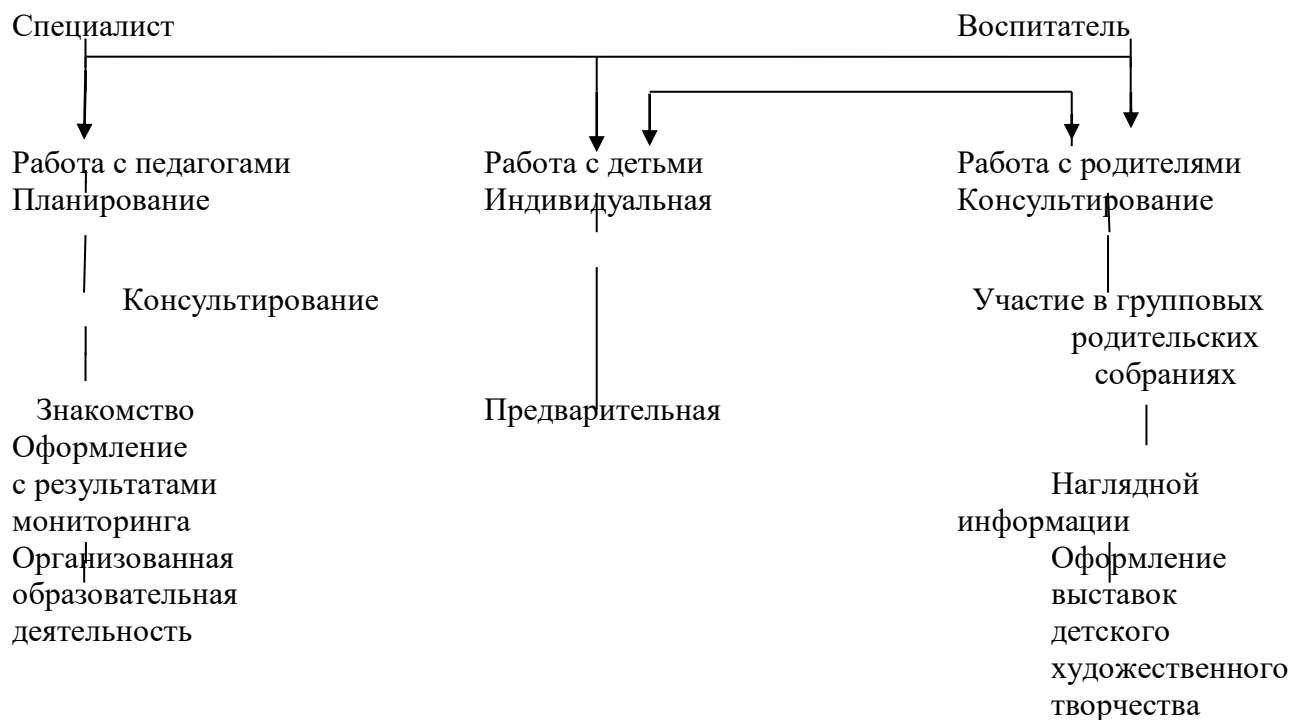 Специалист Воспитатель
Работа с педагогами Работа с детьми Работа с родителями
Планирование Индивидуальная Консультирование
Консультирование Участие в групповых
родительских
собраниях
Знакомство Предварительная
Оформление
с результатами Наглядной
мониторинга информации
Организованная Оформление
образовательная выставок
деятельность детского
художественного
творчества